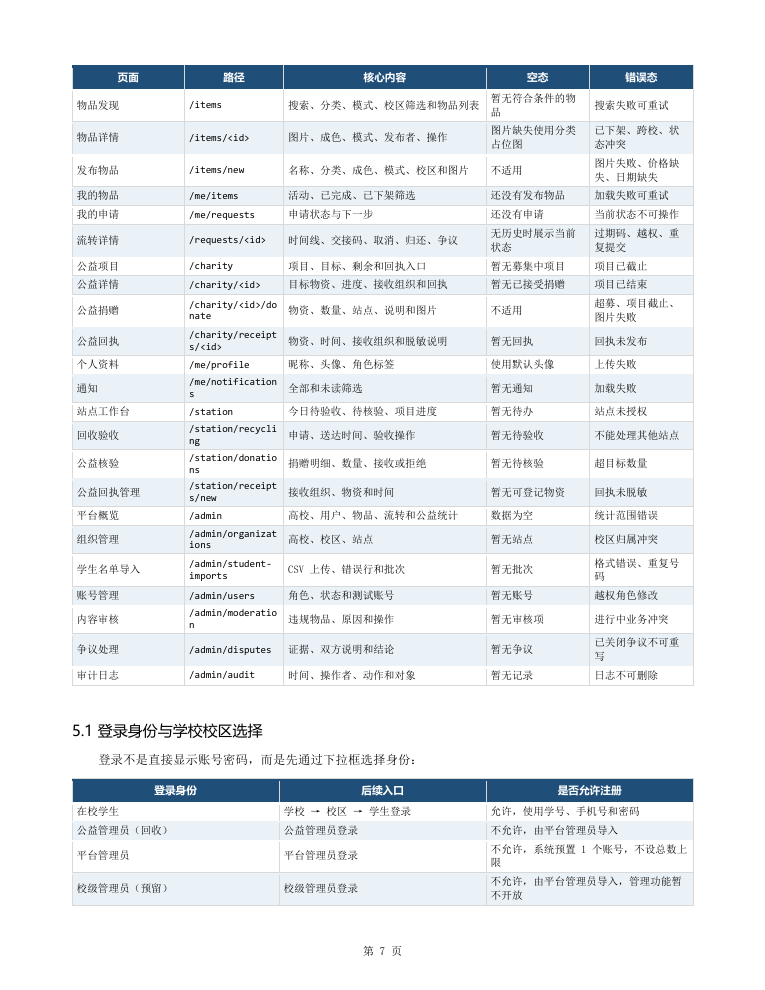 页面 路径 核心内容 空态 错误态
物品发现 /items 搜索、分类、模式、校区筛选和物品列表 暂无符合条件的物品 搜索失败可重试
物品详情 /items/<id> 图片、成色、模式、发布者、操作 图片缺失使用分类占位图 已下架、跨校、状态冲突
发布物品 /items/new 名称、分类、成色、模式、校区和图片 不适用 图片失败、价格缺失、日期缺失
我的物品 /me/items 活动、已完成、已下架筛选 还没有发布物品 加载失败可重试
我的申请 /me/requests 申请状态与下一步 还没有申请 当前状态不可操作
流转详情 /requests/<id> 时间线、交接码、取消、归还、争议 无历史时展示当前状态 过期码、越权、重复提交
公益项目 /charity 项目、目标、剩余和回执入口 暂无募集中项目 项目已截止
公益详情 /charity/<id> 目标物资、进度、接收组织和回执 暂无已接受捐赠 项目已结束
公益捐赠 /charity/<id>/donate 物资、数量、站点、说明和图片 不适用 超募、项目截止、图片失败
公益回执 /charity/receipts/<id> 物资、时间、接收组织和脱敏说明 暂无回执 回执未发布
个人资料 /me/profile 昵称、头像、角色标签 使用默认头像 上传失败
通知 /me/notifications 全部和未读筛选 暂无通知 加载失败
站点工作台 /station 今日待验收、待核验、项目进度 暂无待办 站点未授权
回收验收 /station/recycling 申请、送达时间、验收操作 暂无待验收 不能处理其他站点
公益核验 /station/donations 捐赠明细、数量、接收或拒绝 暂无待核验 超目标数量
公益回执管理 /station/receipts/new 接收组织、物资和时间 暂无可登记物资 回执未脱敏
平台概览 /admin 高校、用户、物品、流转和公益统计 数据为空 统计范围错误
组织管理 /admin/organizations 高校、校区、站点 暂无站点 校区归属冲突
学生名单导入 /admin/student-imports CSV 上传、错误行和批次 暂无批次 格式错误、重复号码
账号管理 /admin/users 角色、状态和测试账号 暂无账号 越权角色修改
内容审核 /admin/moderation 违规物品、原因和操作 暂无审核项 进行中业务冲突
争议处理 /admin/disputes 证据、双方说明和结论 暂无争议 已关闭争议不可重写
审计日志 /admin/audit 时间、操作者、动作和对象 暂无记录 日志不可删除
5.1 登录身份与学校校区选择
登录不是直接显示账号密码，而是先通过下拉框选择身份：
登录身份 后续入口 是否允许注册
在校学生 学校 → 校区 → 学生登录 允许，使用学号、手机号和密码
公益管理员（回收） 公益管理员登录 不允许，由平台管理员导入
平台管理员 平台管理员登录 不允许，系统预置 1 个账号，不设总数上限
校级管理员（预留） 校级管理员登录 不允许，由平台管理员导入，管理功能暂不开放
第 7 页